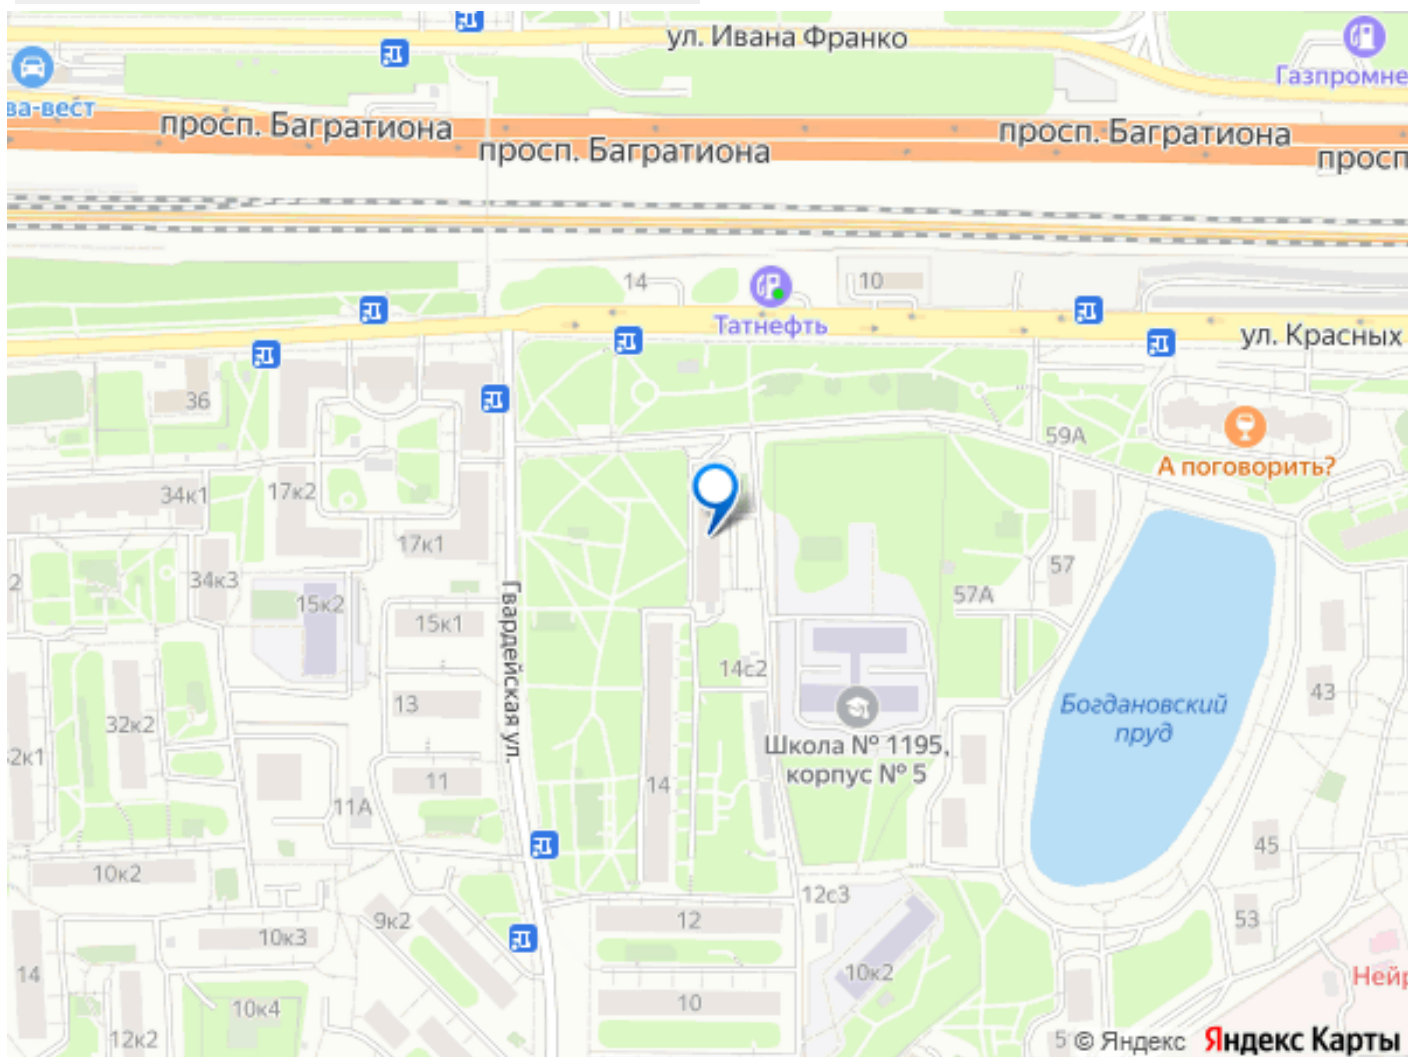 ул. Ивана Франко
Газпромне
ва-вест
просп. Багратиона
просп. Багратиона
просп. Багратиона
просп
14
10
Татнефть
ул. Красных
36
59А
А поговорить?
34к1
17к2
17к1
57
2
34к3
15к2
57А
15к1
Гвардейская ул.
14с2
43
13
32к2
Богдановский
пруд
Школа № 1195,
корпус № 5
2к1
11
14
11А
45
10к2
12с3
9к2
12
53
10к3
14
10к2
Нейр
10к4
10
12к2
5
© Яндекс Яндекс Карты